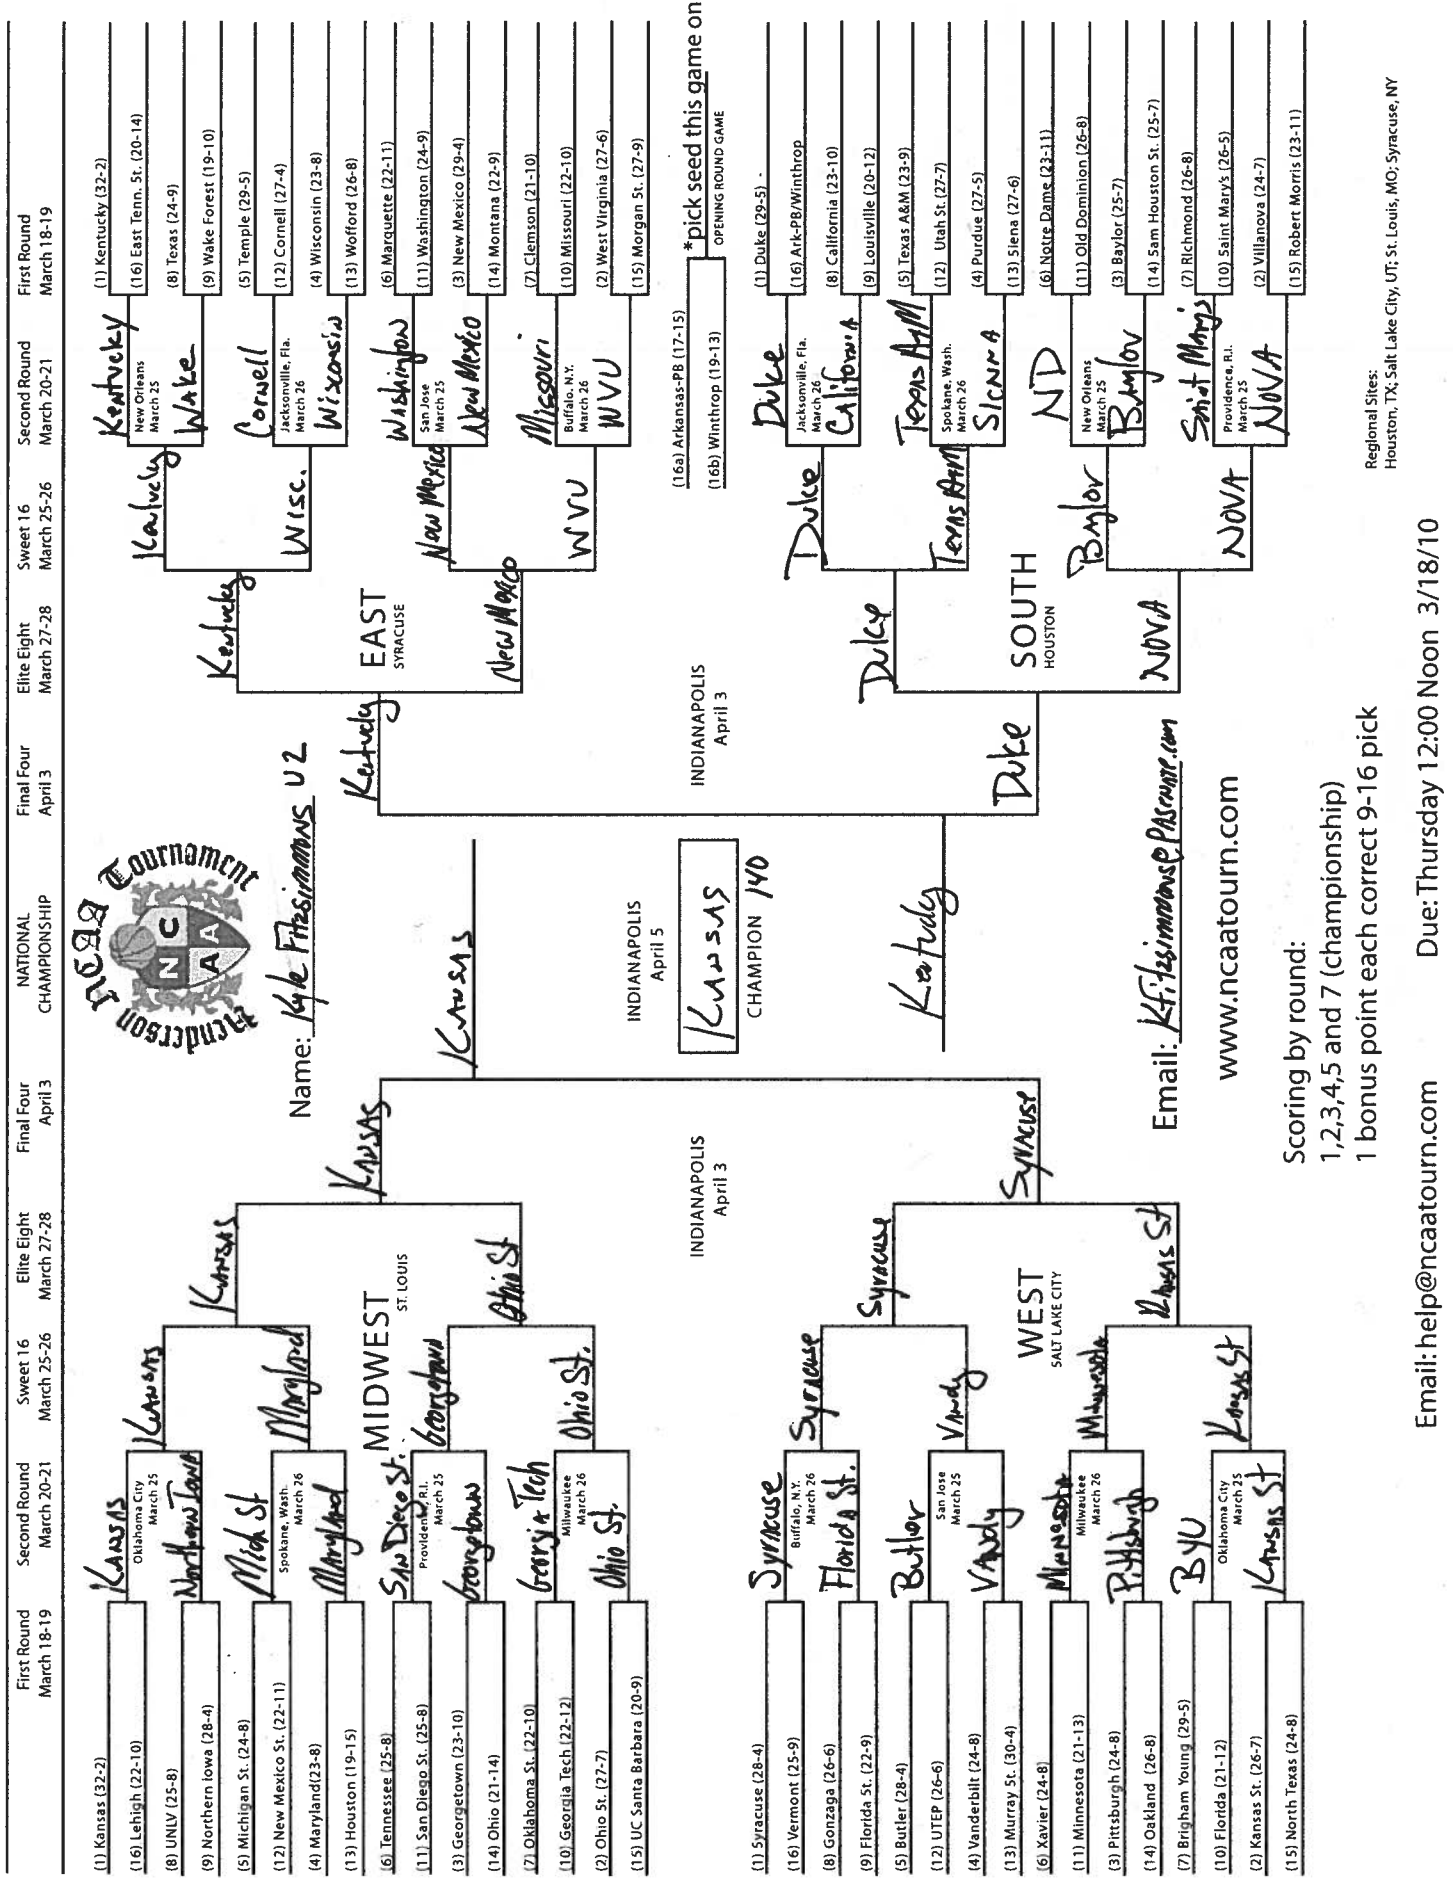 First Round
March 18-19
Second Round
March 20-21
Sweet 16
March 25-26
Elite Eight
March 27-28
Final Four
April 3
NATIONAL
CHAMPIONSHIP
Final Four
April 3
Elite Eight
March 27-28
Sweet 16
March 25-26
Second Round
March 20-21
First Round
March 18-19
Henderson NCAA Tournament
N C
A A
Name: Kyle Fitzsimmons U2
(1) Kansas (32-2)
(16) Lehigh (22-10)
(8) UNLV (25-8)
(9) Northern Iowa (28-4)
(5) Michigan St. (24-8)
(12) New Mexico St. (22-11)
(4) Maryland(23-8)
(13) Houston (19-15)
(6) Tennessee (25-8)
(11) San Diego St. (25-8)
(3) Georgetown (23-10)
(14) Ohio (21-14)
(7) Oklahoma St. (22-10)
(10) Georgia Tech (22-12)
(2) Ohio St. (27-7)
(15) UC Santa Barbara (20-9)
Kansas
Oklahoma City
March 25
Northern Iowa
Mich St
Spokane, Wash.
March 26
Maryland
San Diego St.
Providence, R.I.
March 25
Georgetown
Georgia Tech
Milwaukee
March 26
Ohio St.
Kansas
Maryland
Georgetown
Ohio St.
Kansas
Ohio St
MIDWEST
ST. LOUIS
Kansas
(1) Syracuse (28-4)
(16) Vermont (25-9)
(8) Gonzaga (26-6)
(9) Florida St. (22-9)
(5) Butler (28-4)
(12) UTEP (26-6)
(4) Vanderbilt (24-8)
(13) Murray St. (30-4)
(6) Xavier (24-8)
(11) Minnesota (21-13)
(3) Pittsburgh (24-8)
(14) Oakland (26-8)
(7) Brigham Young (29-5)
(10) Florida (21-12)
(2) Kansas St. (26-7)
(15) North Texas (24-8)
Syracuse
Buffalo, N.Y.
March 26
Florida St.
Butler
San Jose
March 25
Vandy
Minnesota
Milwaukee
March 26
Pittsburgh
BYU
Oklahoma City
March 25
Kansas St
Syracuse
Vandy
Minnesota
Kansas St
Syracuse
Kansas St
WEST
SALT LAKE CITY
Syracuse
INDIANAPOLIS
April 3
Kansas
INDIANAPOLIS
April 5
Kansas
CHAMPION 140
Kentucky
INDIANAPOLIS
April 3
Kentucky
Kentucky
New Mexico
EAST
SYRACUSE
Kentucky
Wisc.
New Mexico
WVU
Kentucky
New Orleans
March 25
Wake
Cornell
Jacksonville, Fla.
March 26
Wisconsin
Washington
San Jose
March 25
New Mexico
Missouri
Buffalo, N.Y.
March 26
WVU
(1) Kentucky (32-2)
(16) East Tenn. St. (20-14)
(8) Texas (24-9)
(9) Wake Forest (19-10)
(5) Temple (29-5)
(12) Cornell (27-4)
(4) Wisconsin (23-8)
(13) Wofford (26-8)
(6) Marquette (22-11)
(11) Washington (24-9)
(3) New Mexico (29-4)
(14) Montana (22-9)
(7) Clemson (21-10)
(10) Missouri (22-10)
(2) West Virginia (27-6)
(15) Morgan St. (27-9)
(16a) Arkansas-PB (17-15)
(16b) Winthrop (19-13)
*pick seed this game on
OPENING ROUND GAME
Duke
Duke
Nova
SOUTH
HOUSTON
Duke
Texas A&M
Baylor
Nova
Duke
Jacksonville, Fla.
March 26
California
Texas A&M
Spokane, Wash.
March 26
Siena
ND
New Orleans
March 25
Baylor
Saint Mary's
Providence, R.I.
March 25
Nova
(1) Duke (29-5)
(16) Ark-PB/Winthrop
(8) California (23-10)
(9) Louisville (20-12)
(5) Texas A&M (23-9)
(12) Utah St. (27-7)
(4) Purdue (27-5)
(13) Siena (27-6)
(6) Notre Dame (23-11)
(11) Old Dominion (26-8)
(3) Baylor (25-7)
(14) Sam Houston St. (25-7)
(7) Richmond (26-8)
(10) Saint Mary's (26-5)
(2) Villanova (24-7)
(15) Robert Morris (23-11)
Email:
www.ncaatourn.com
Scoring by round:
1,2,3,4,5 and 7 (championship)
1 bonus point each correct 9-16 pick
Regional Sites:
Houston, TX; Salt Lake City, UT; St. Louis, MO; Syracuse, NY
Email: help@ncaatourn.com Due: Thursday 12:00 Noon 3/18/10